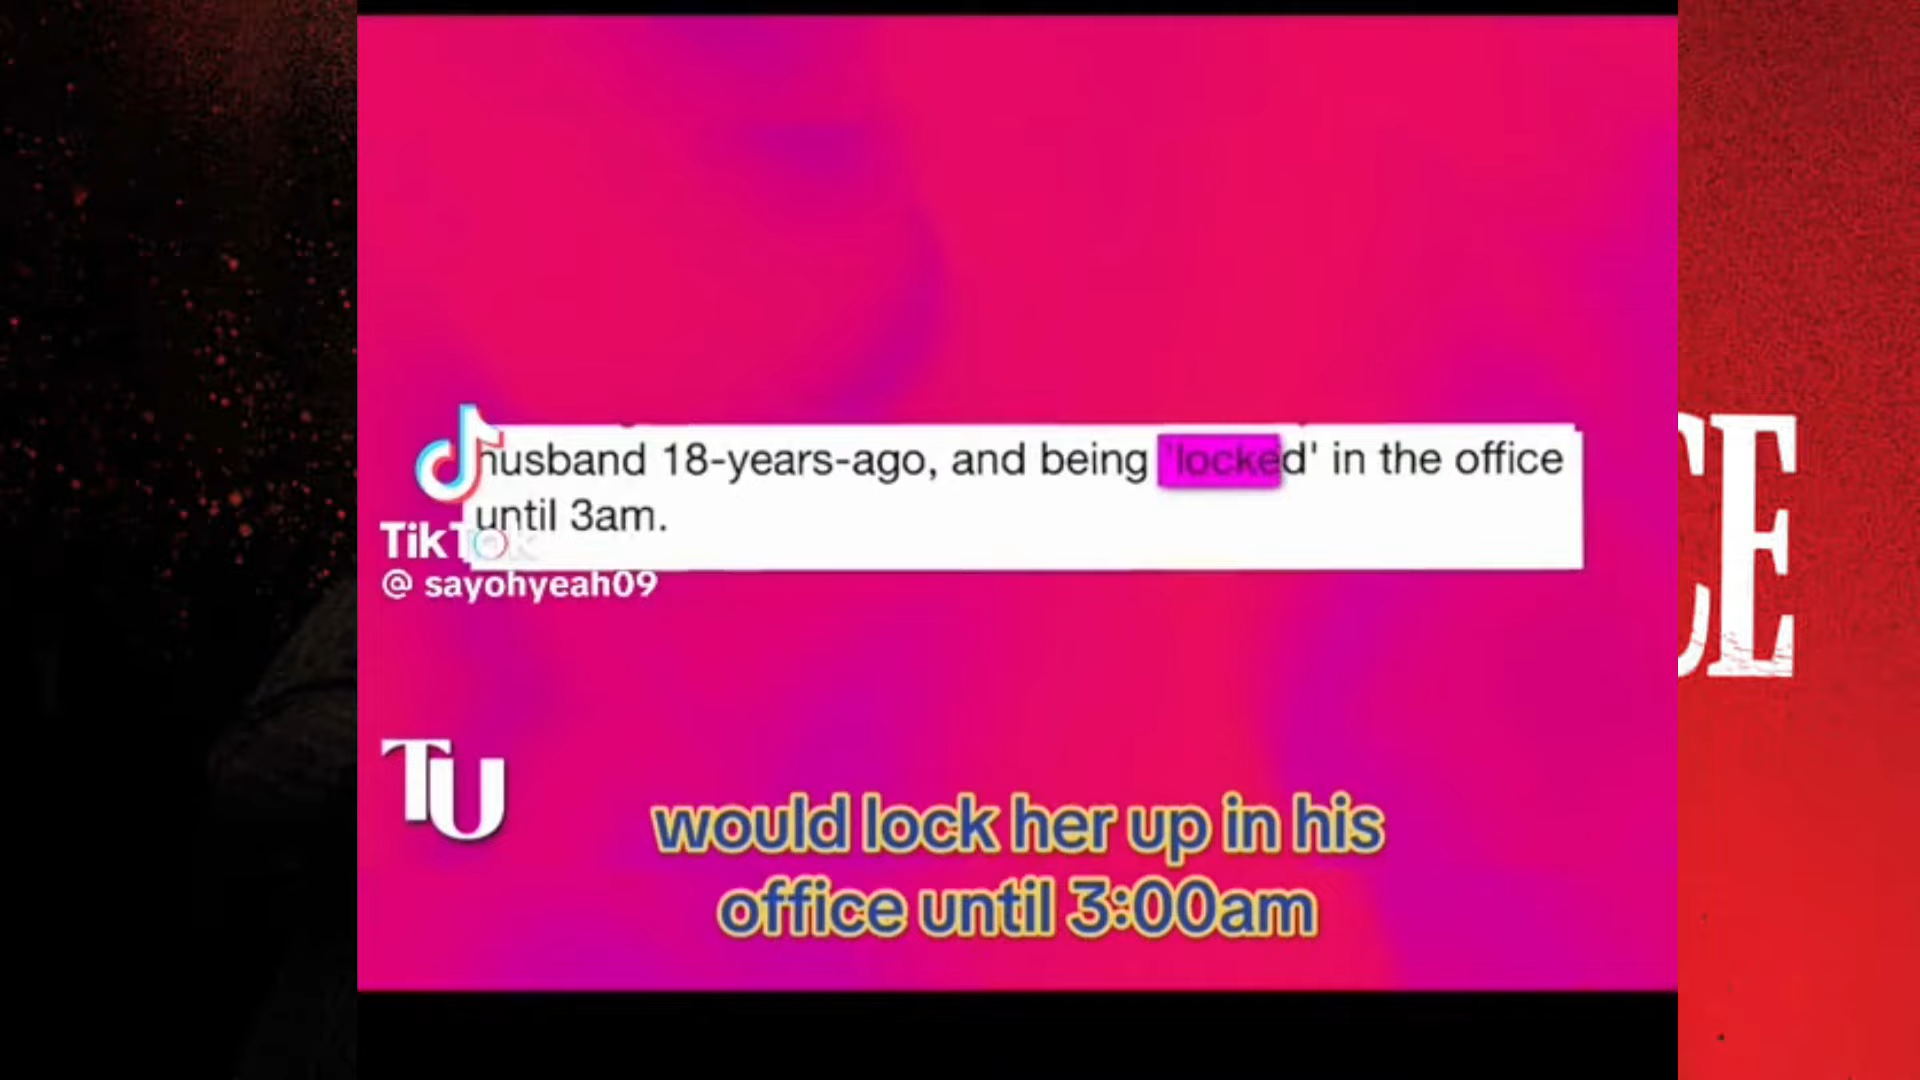 husband 18-years-ago, and being 'locked' in the office
until 3am.
TikTok
@ sayohyeah09
CE
TU
would lock her up in his
office until 3:00am